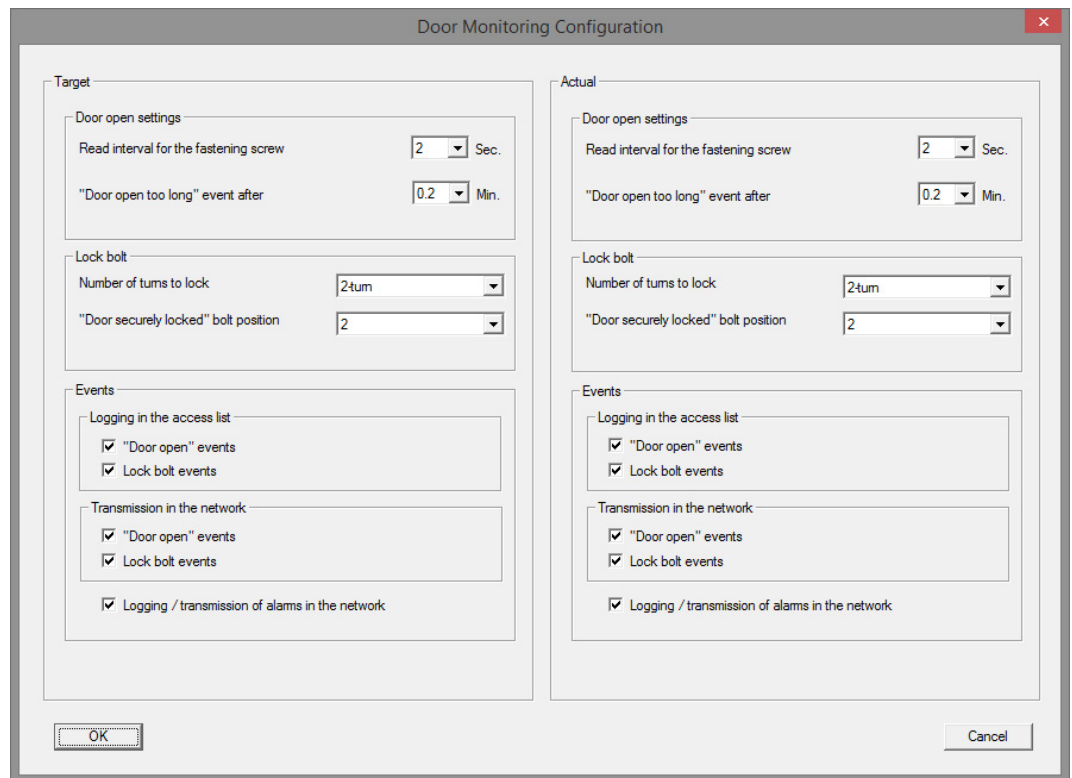 Door Monitoring Configuration
Target
Door open settings
Read interval for the fastening screw 2 Sec.
"Door open too long" event after 0.2 Min.
Lock bolt
Number of turns to lock 2-turn
"Door securely locked" bolt position 2
Events
Logging in the access list
"Door open" events
Lock bolt events
Transmission in the network
"Door open" events
Lock bolt events
Logging / transmission of alarms in the network
Actual
Door open settings
Read interval for the fastening screw 2 Sec.
"Door open too long" event after 0.2 Min.
Lock bolt
Number of turns to lock 2-turn
"Door securely locked" bolt position 2
Events
Logging in the access list
"Door open" events
Lock bolt events
Transmission in the network
"Door open" events
Lock bolt events
Logging / transmission of alarms in the network
OK
Cancel